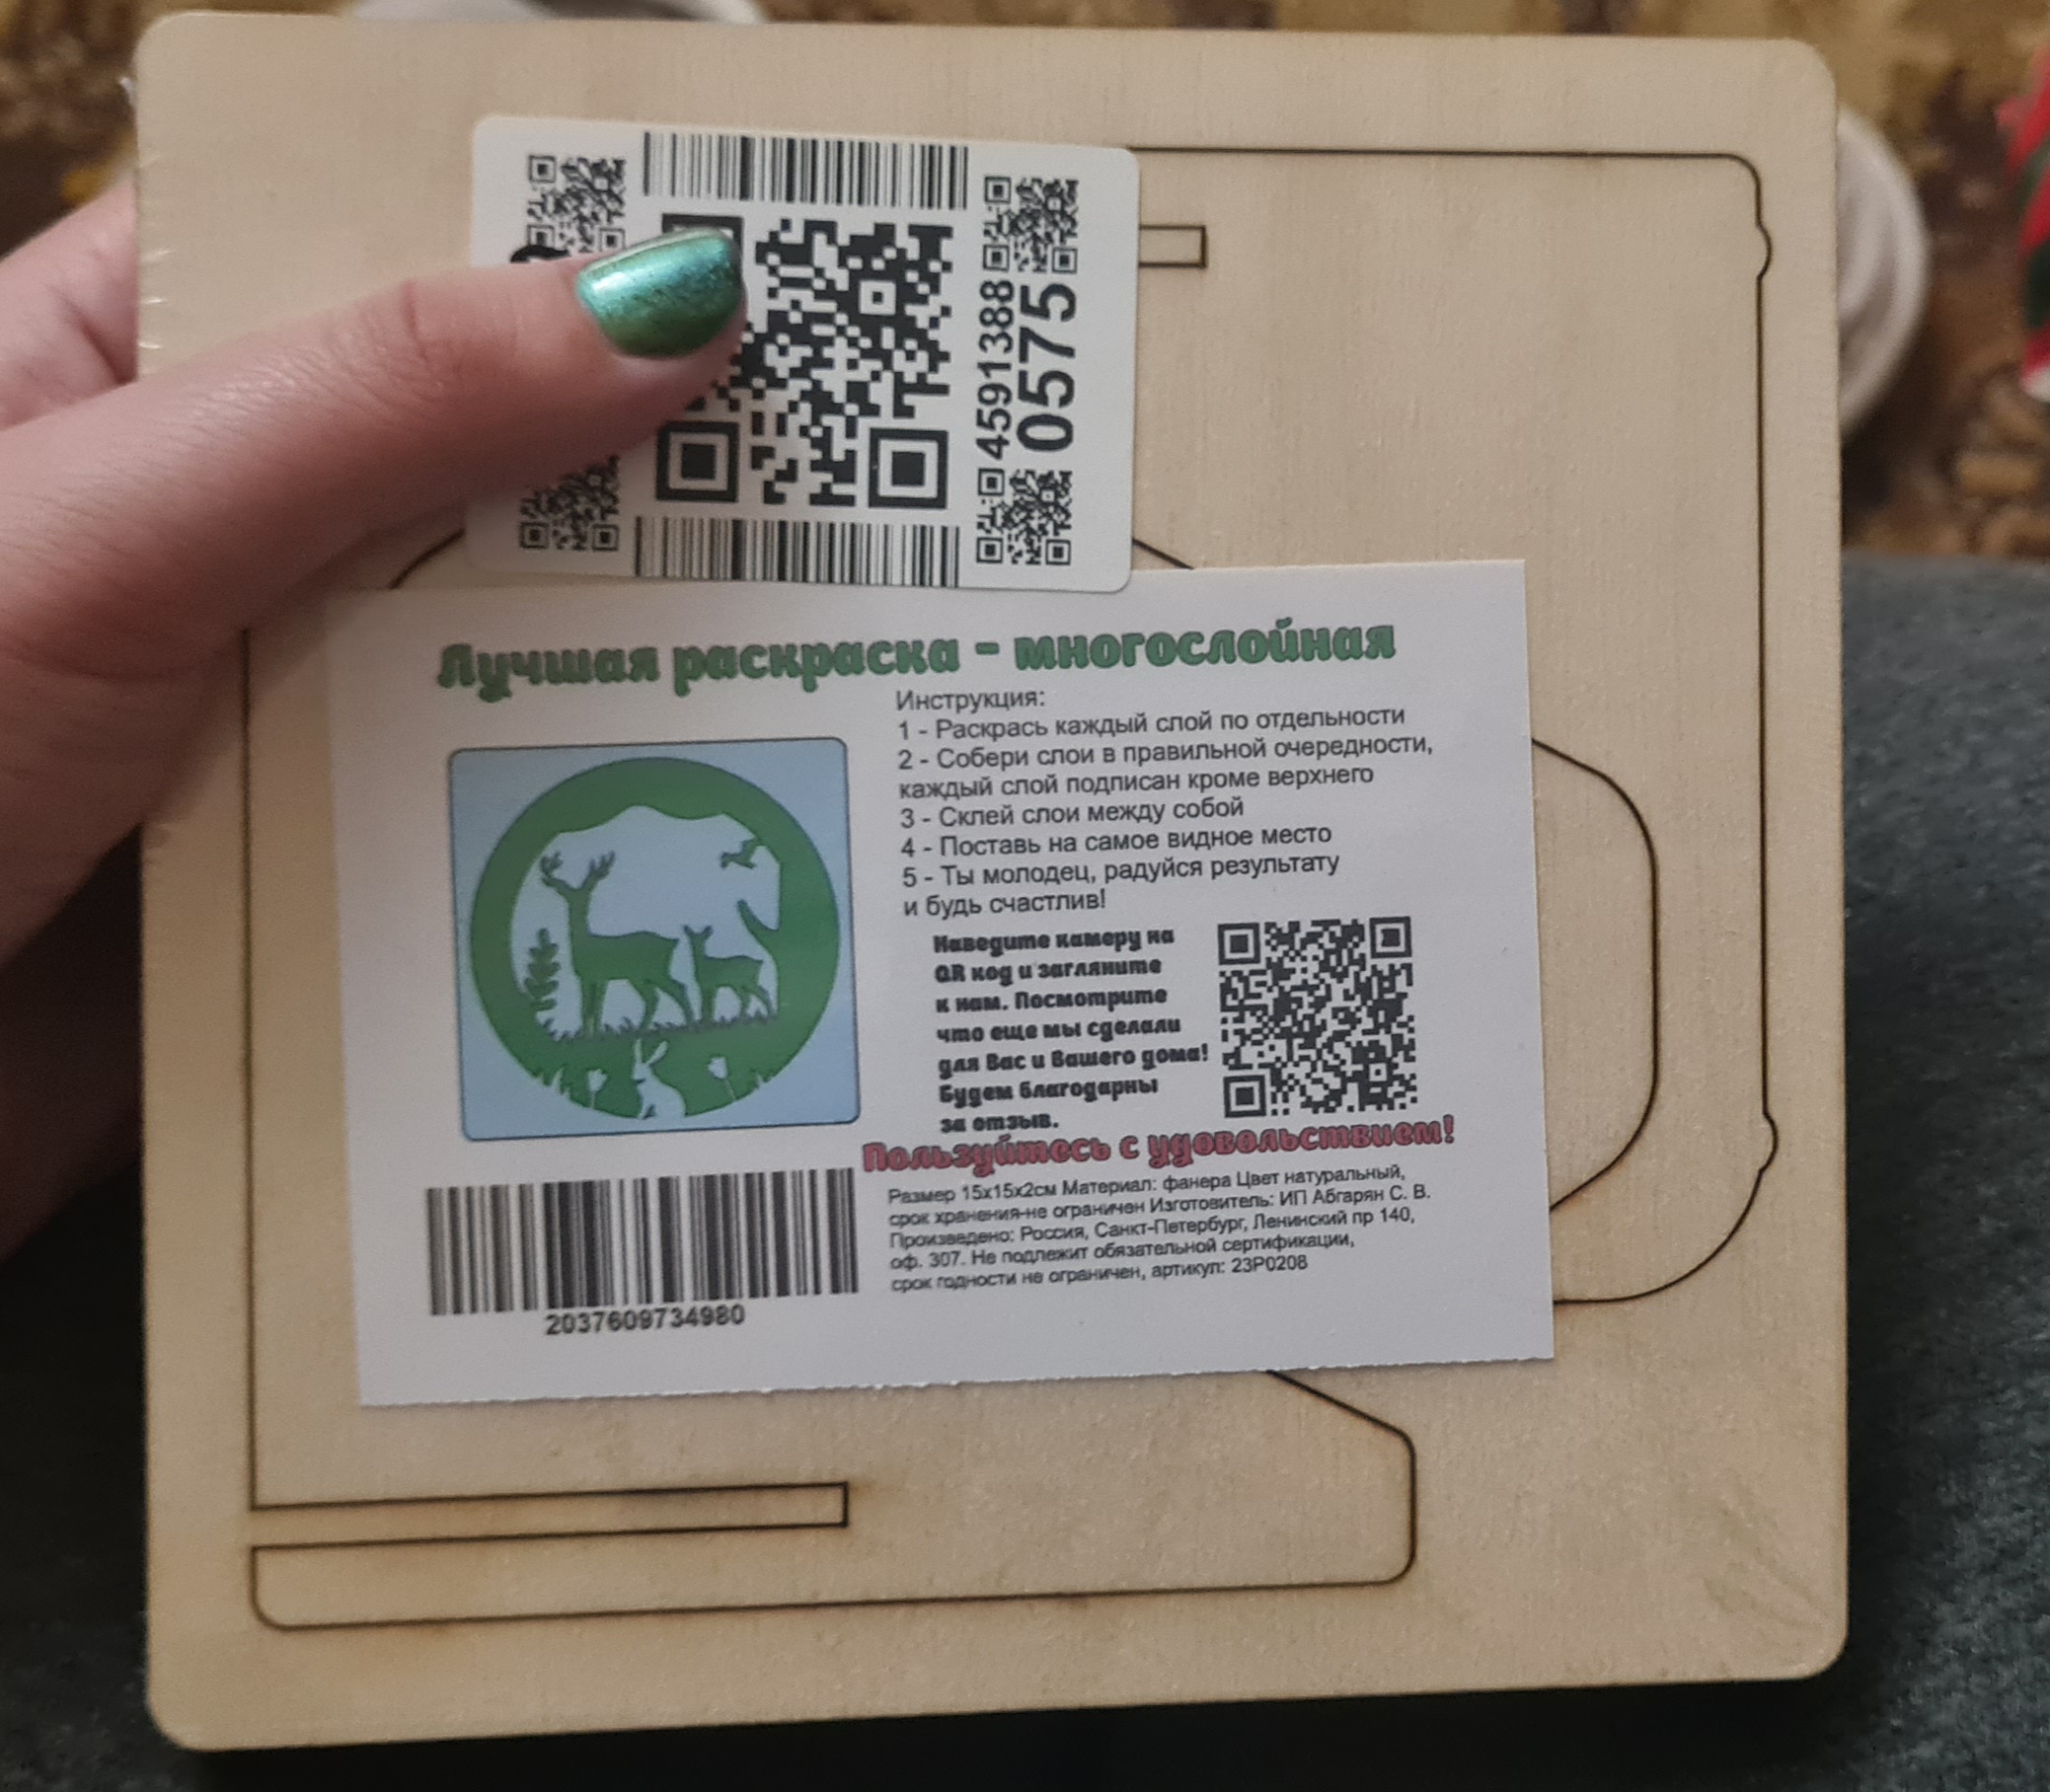 4591388
0575
Лучшая раскраска - многослойная
Инструкция:
1 - Раскрась каждый слой по отдельности
2 - Собери слои в правильной очередности,
каждый слой подписан кроме верхнего
3 - Склей слои между собой
4 - Поставь на самое видное место
5 - Ты молодец, радуйся результату
и будь счастлив!
Наведите камеру на
QR код и загляните
к нам. Посмотрите
что еще мы сделали
для Вас и Вашего дома!
Будем благодарны
за отзыв.
Пользуйтесь с удовольствием!
Размер 15х15х2см Материал: фанера Цвет натуральный,
срок хранения-не ограничен Изготовитель: ИП Абгарян С. В.
Произведено: Россия, Санкт-Петербург, Ленинский пр 140,
оф. 307. Не подлежит обязательной сертификации,
срок годности не ограничен, артикул: 23Р0208
2037609734980